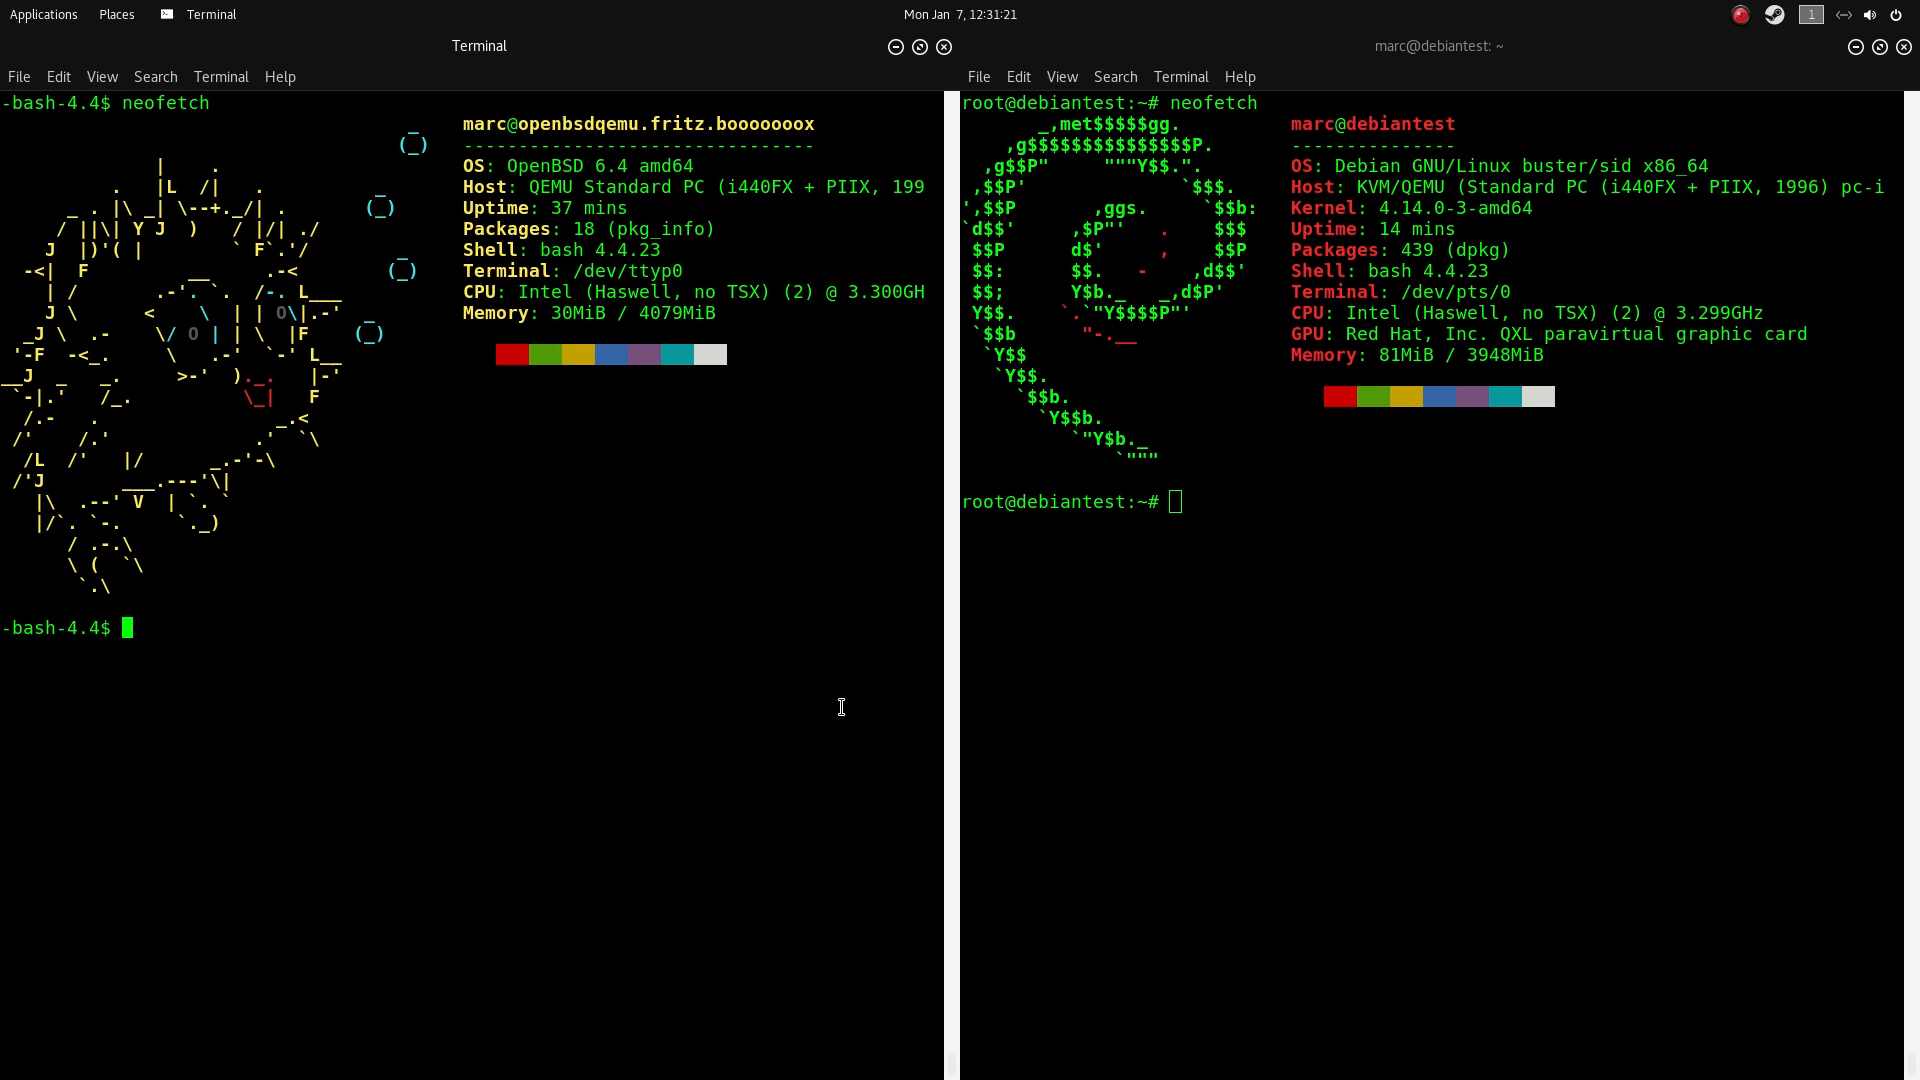 Applications Places Terminal Mon Jan 7, 12:31:21 1
Terminal
File Edit View Search Terminal Help
-bash-4.4$ neofetch
marc@openbsdqemu.fritz.booooooox
--------------------------------
OS: OpenBSD 6.4 amd64
Host: QEMU Standard PC (i440FX + PIIX, 199
Uptime: 37 mins
Packages: 18 (pkg_info)
Shell: bash 4.4.23
Terminal: /dev/ttyp0
CPU: Intel (Haswell, no TSX) (2) @ 3.300GH
Memory: 30MiB / 4079MiB
-bash-4.4$
marc@debiantest: ~
File Edit View Search Terminal Help
root@debiantest:~# neofetch
marc@debiantest
---------------
OS: Debian GNU/Linux buster/sid x86_64
Host: KVM/QEMU (Standard PC (i440FX + PIIX, 1996) pc-i
Kernel: 4.14.0-3-amd64
Uptime: 14 mins
Packages: 439 (dpkg)
Shell: bash 4.4.23
Terminal: /dev/pts/0
CPU: Intel (Haswell, no TSX) (2) @ 3.299GHz
GPU: Red Hat, Inc. QXL paravirtual graphic card
Memory: 81MiB / 3948MiB
root@debiantest:~#